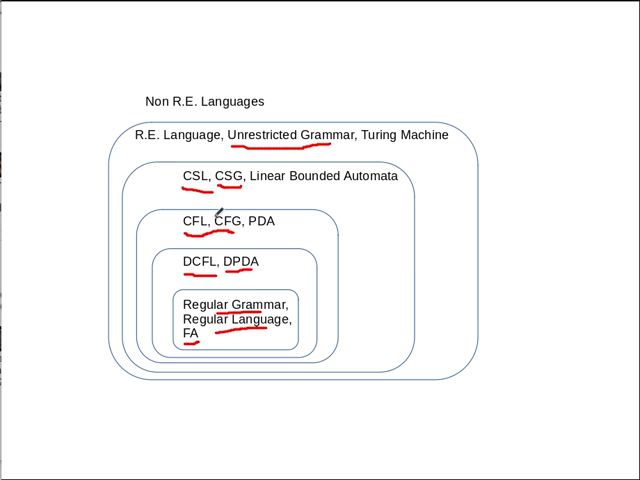 Non R.E. Languages
R.E. Language, Unrestricted Grammar, Turing Machine
CSL, CSG, Linear Bounded Automata
CFL, CFG, PDA
DCFL, DPDA
Regular Grammar,
Regular Language,
FA